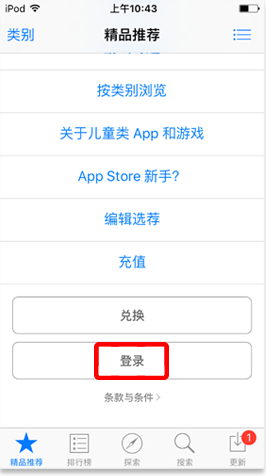 iPod 上午10:43
类别 精品推荐
按类别浏览
关于儿童类 App 和游戏
App Store 新手?
编辑选荐
充值
兑换
登录
条款与条件 >
1
精品推荐 排行榜 探索 搜索 更新